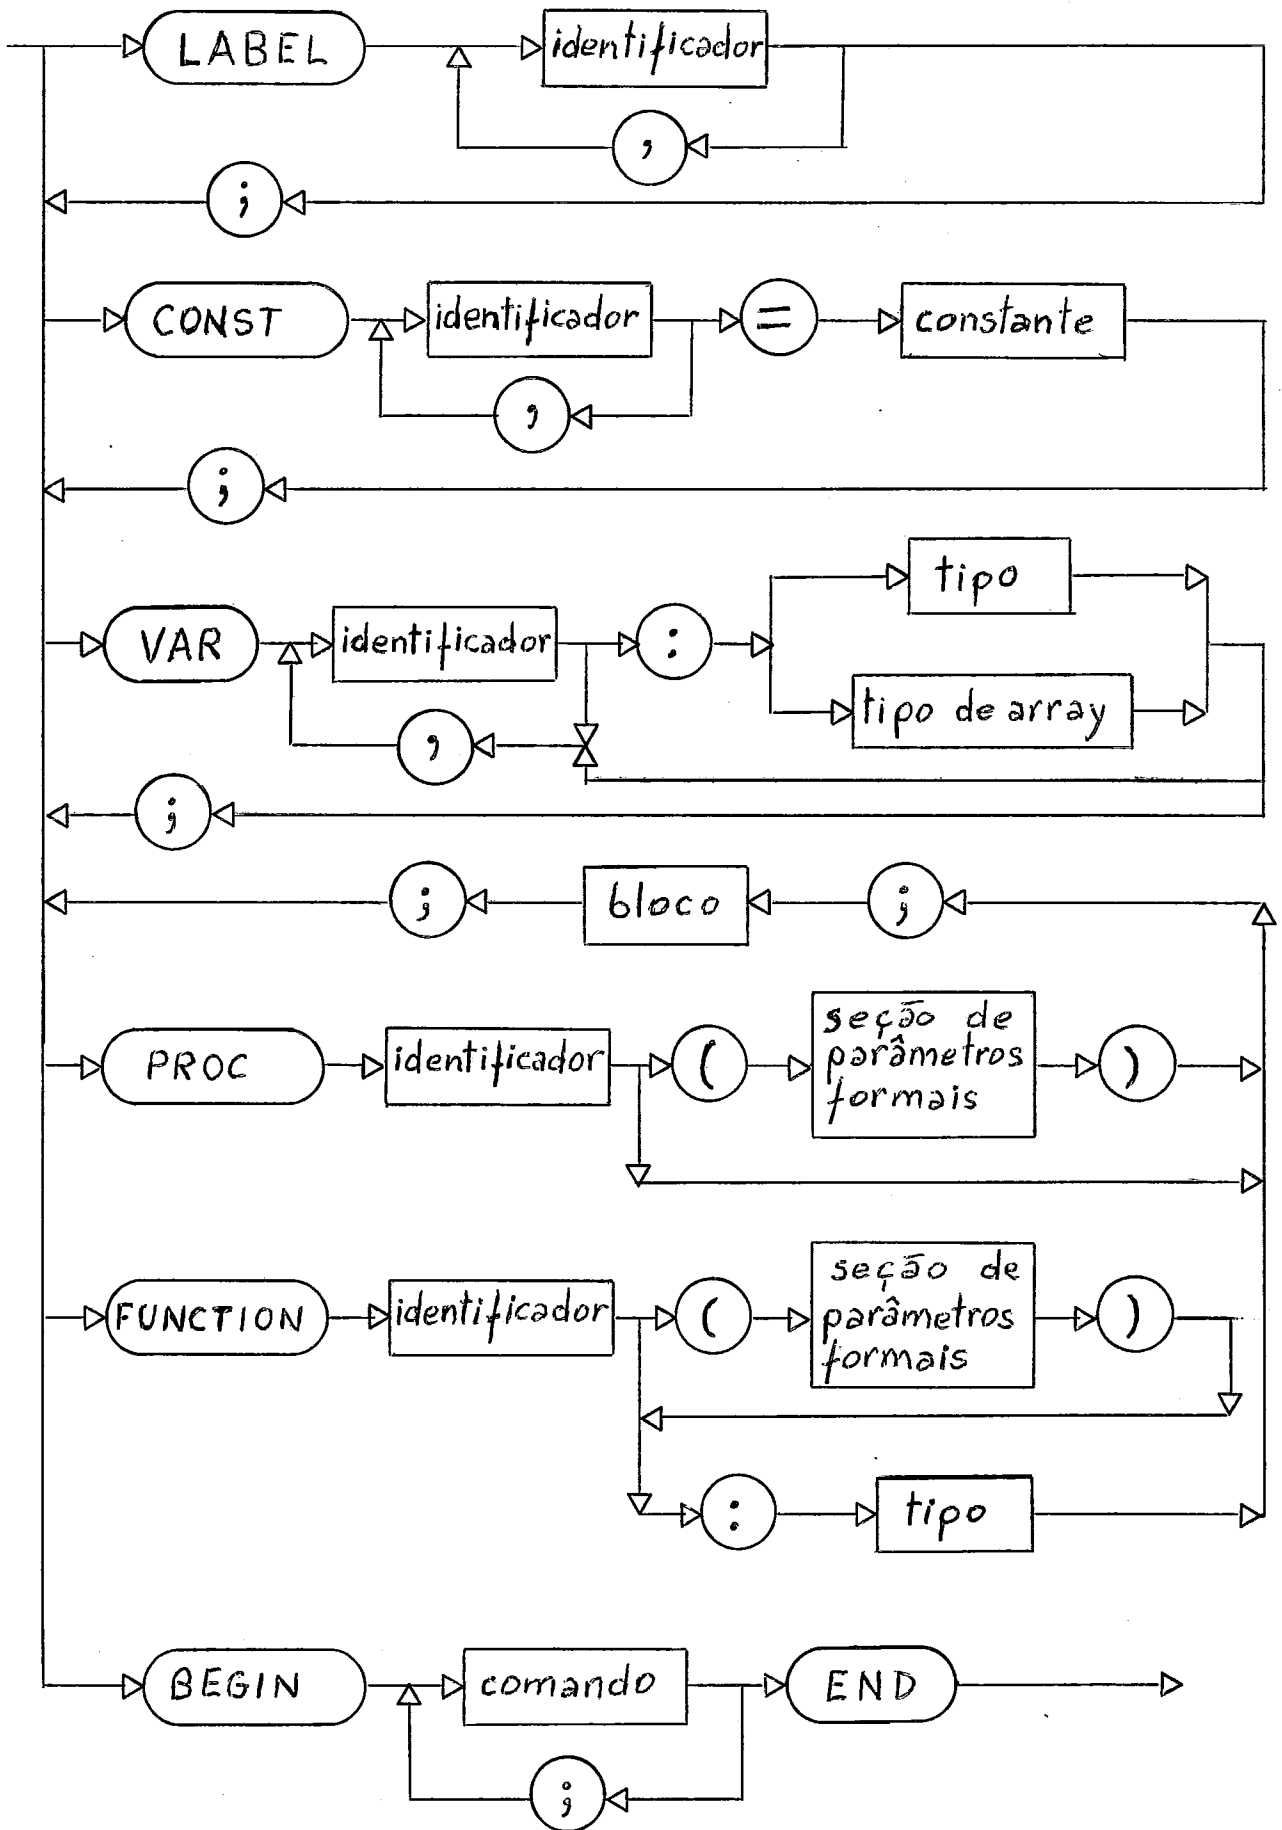 LABEL identificador
,
;
CONST identificador = constante
,
;
tipo
VAR identificador :
tipo de array
,
;
; bloco ;
PROC identificador ( seção de parâmetros formais )
FUNCTION identificador ( seção de parâmetros formais )
: tipo
BEGIN comando END
;